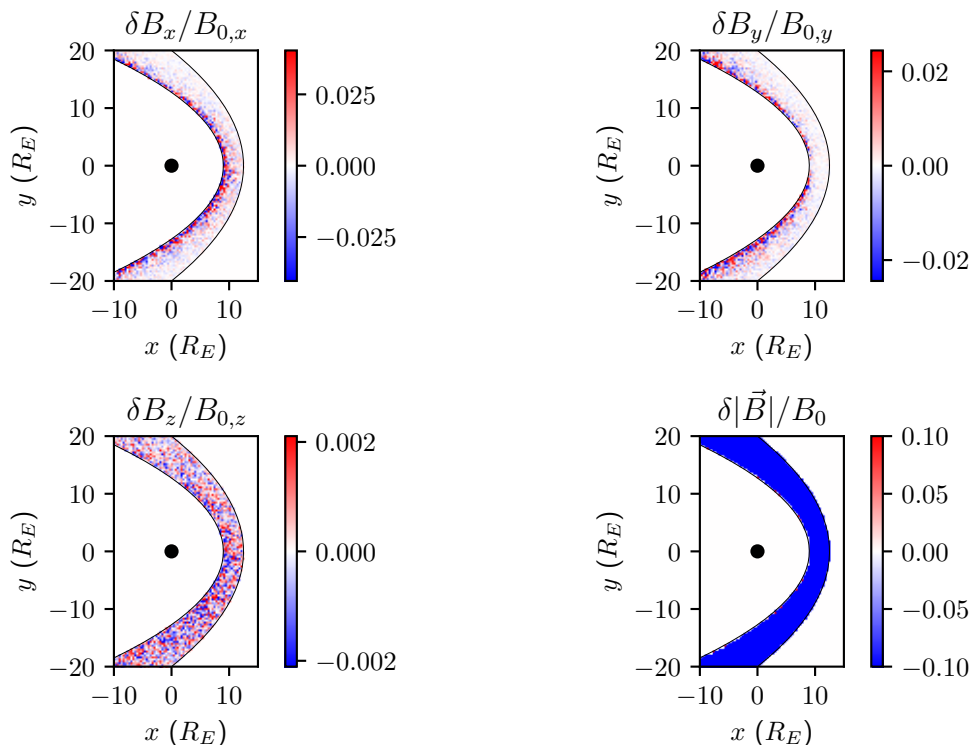 δB_x/B_{0,x}
20
10
0
−10
−20
y (R_E)
−10 0 10
x (R_E)
0.025
0.000
−0.025
δB_y/B_{0,y}
20
10
0
−10
−20
y (R_E)
−10 0 10
x (R_E)
0.02
0.00
−0.02
δB_z/B_{0,z}
20
10
0
−10
−20
y (R_E)
−10 0 10
x (R_E)
0.002
0.000
−0.002
δ|\vec{B}|/B_0
20
10
0
−10
−20
y (R_E)
−10 0 10
x (R_E)
0.10
0.05
0.00
−0.05
−0.10